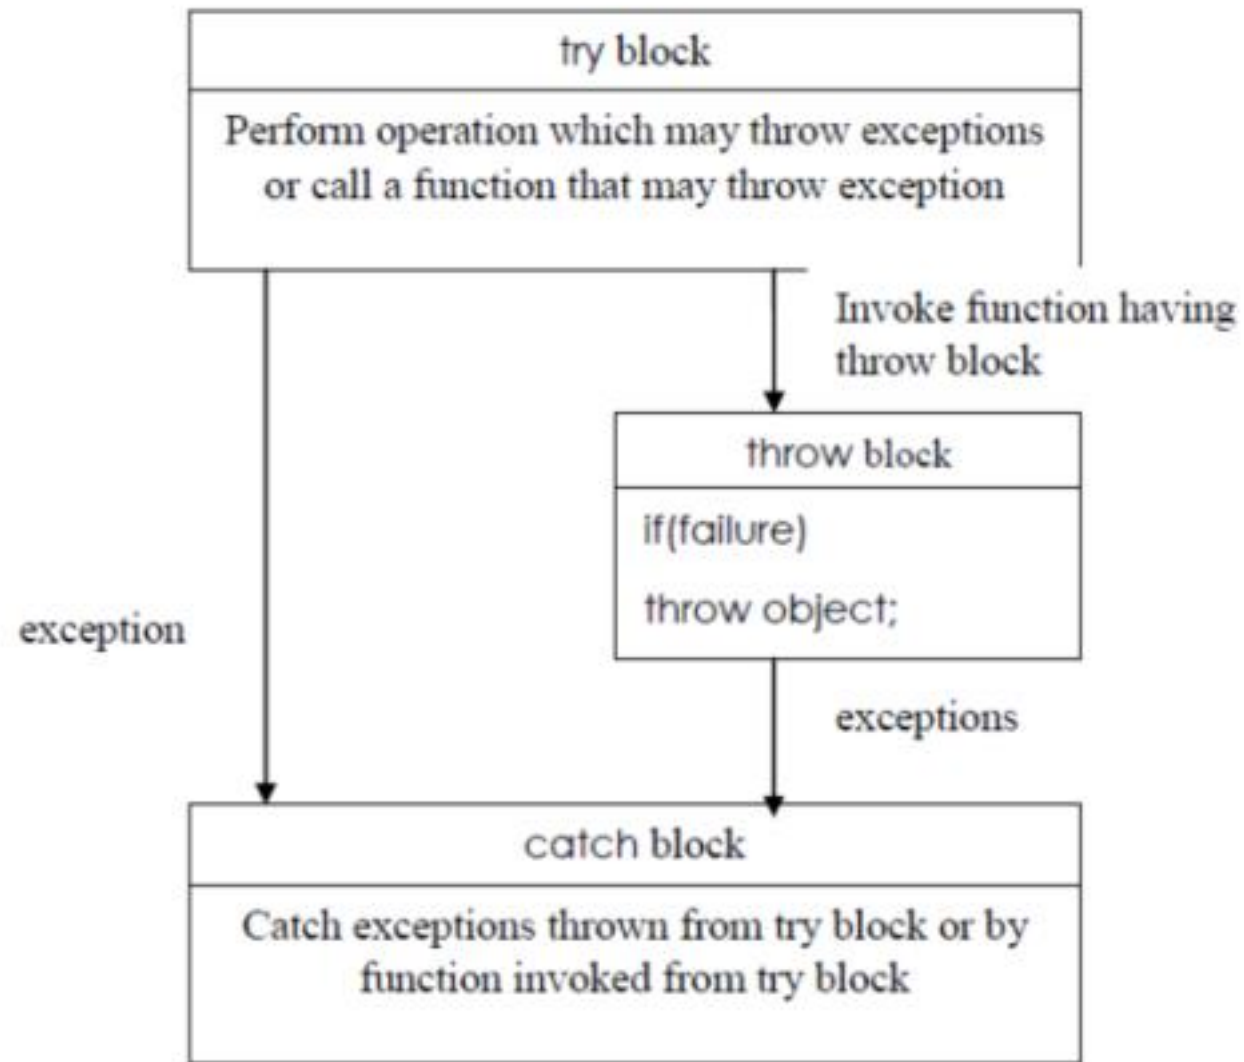 try block
Perform operation which may throw exceptions
or call a function that may throw exception
Invoke function having
throw block
throw block
if(failure)
throw object;
exception
exceptions
catch block
Catch exceptions thrown from try block or by
function invoked from try block